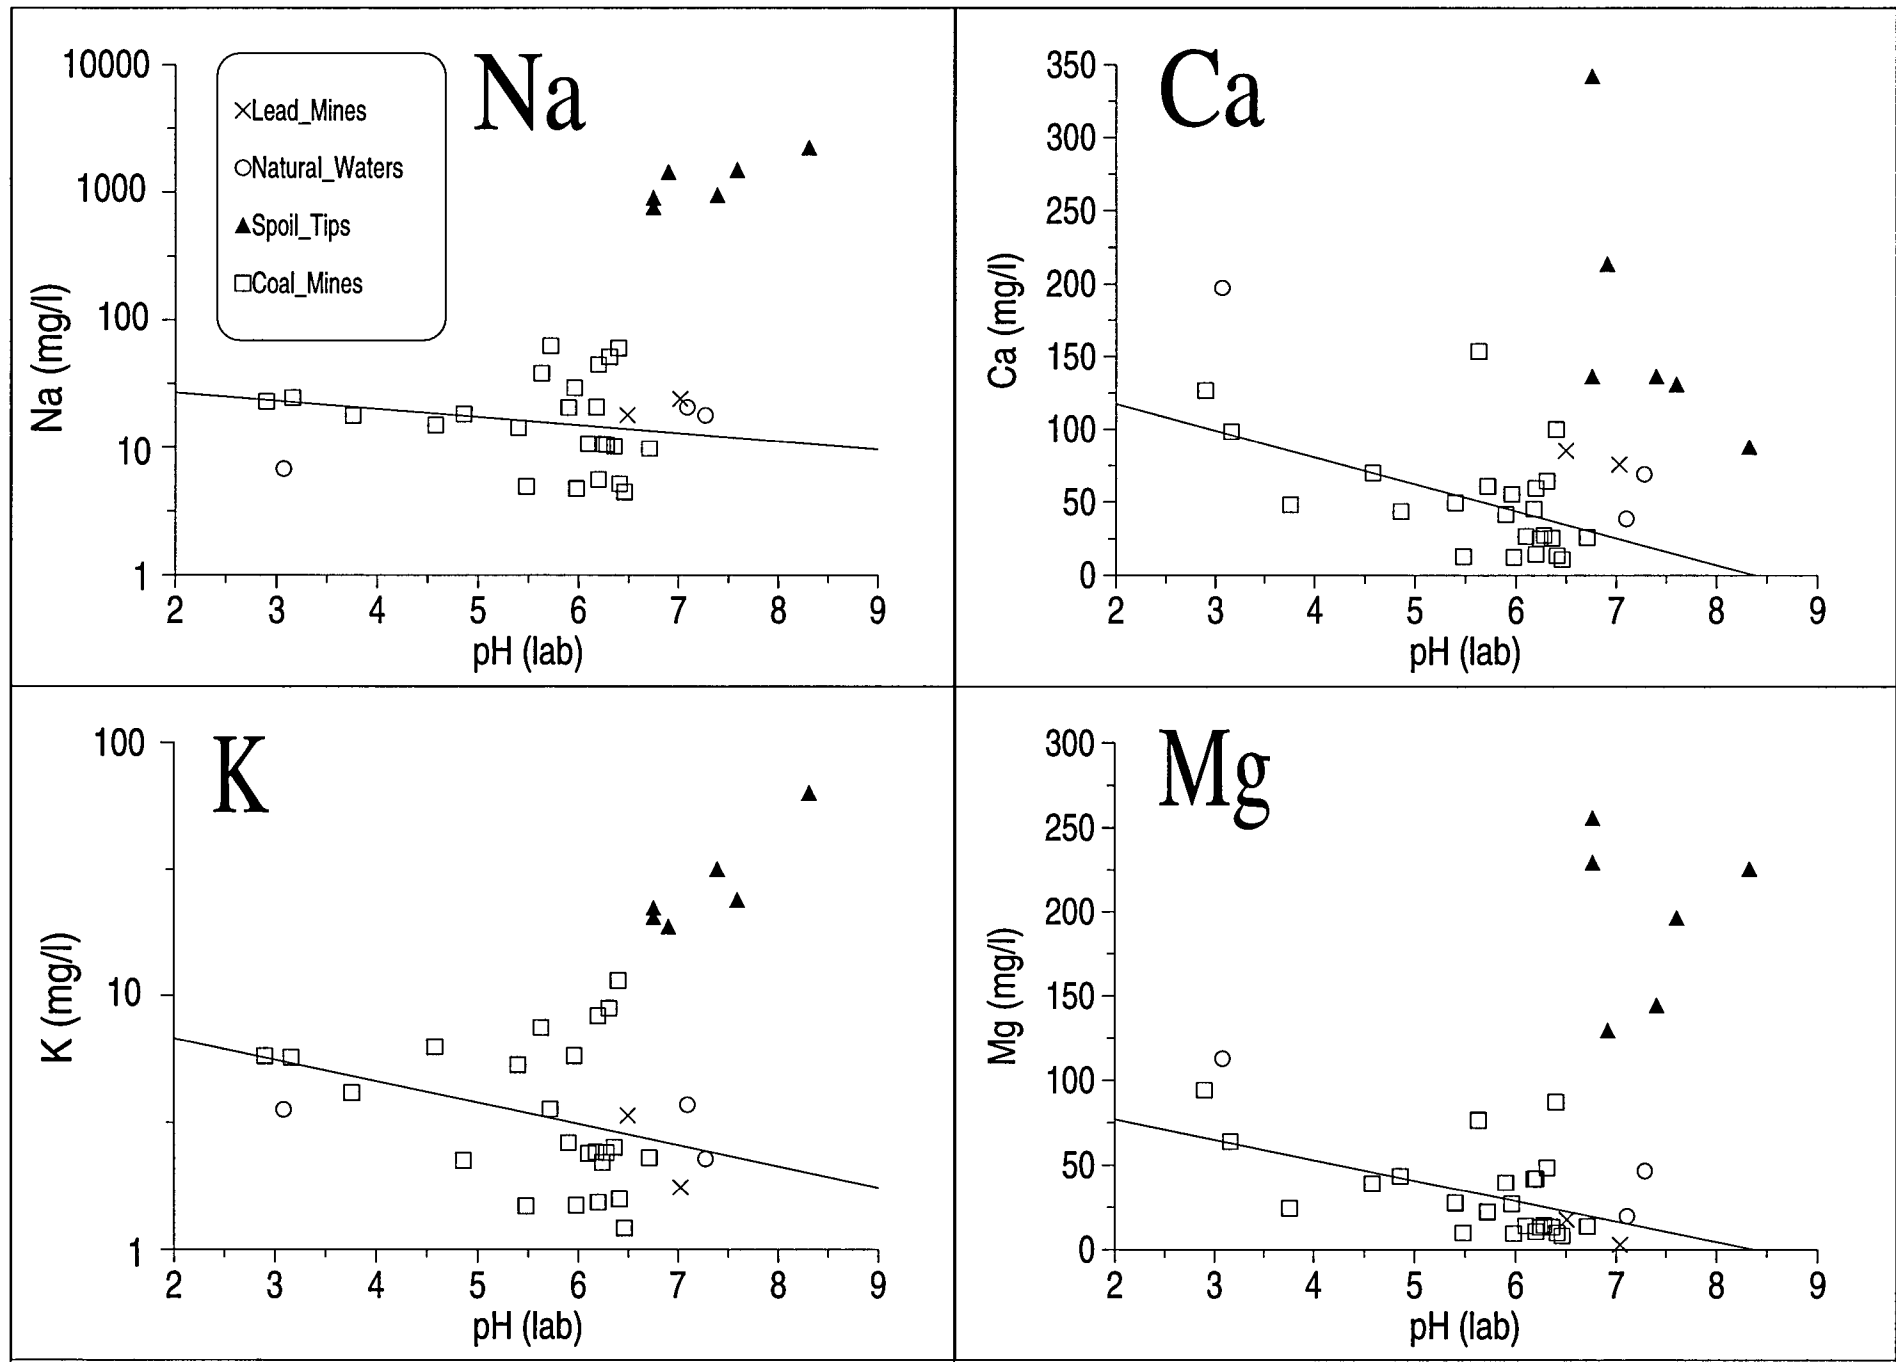 Na
10000
1000
100
10
1
Na (mg/l)
×Lead_Mines
○Natural_Waters
▲Spoil_Tips
□Coal_Mines
2 3 4 5 6 7 8 9
pH (lab)
Ca
350
300
250
200
150
100
50
0
Ca (mg/l)
2 3 4 5 6 7 8 9
pH (lab)
K
100
10
1
K (mg/l)
2 3 4 5 6 7 8 9
pH (lab)
Mg
300
250
200
150
100
50
0
Mg (mg/l)
2 3 4 5 6 7 8 9
pH (lab)